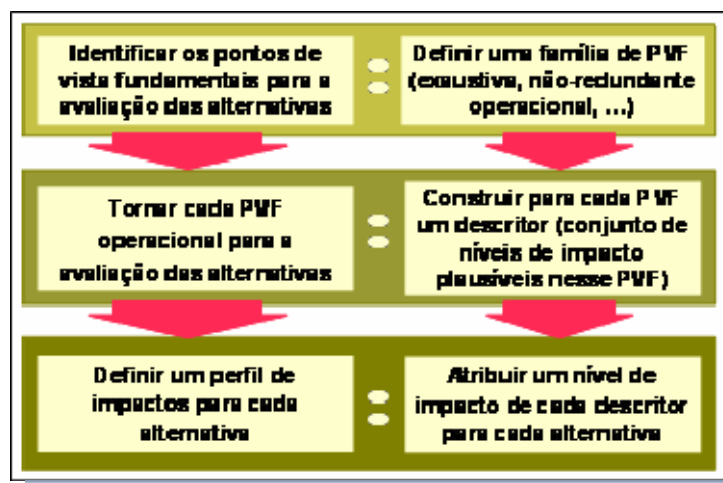 Identificar os pontos de
vista fundamentais para a
avaliação das alternativas
Definir uma família de PVF
(exaustiva, não-redundante
operacional, ...)
Tornar cada PVF
operacional para a
avaliação das alternativas
Construir para cada PVF
um descritor (conjunto de
níveis de impacto
plausíveis nesse PVF)
Definir um perfil de
impactos para cada
alternativa
Atribuir um nível de
impacto de cada descritor
para cada alternativa